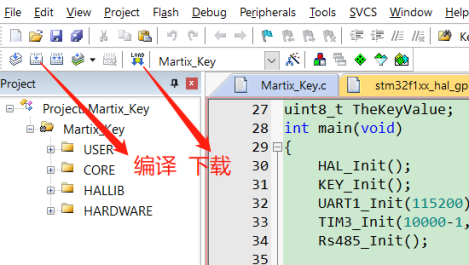 File Edit View Project Flash Debug Peripherals Tools SVCS Window Help
LOAD Martix_Key
Project
Project: Martix_Key
Martix_Key
USER
CORE
HALLIB
HARDWARE
编译 下载
Martix_Key.c stm32f1xx_hal_gp
27 uint8_t TheKeyValue;
28 int main(void)
29 {
30 HAL_Init();
31 KEY_Init();
32 UART1_Init(115200)
33 TIM3_Init(10000-1,
34 Rs485_Init();
35